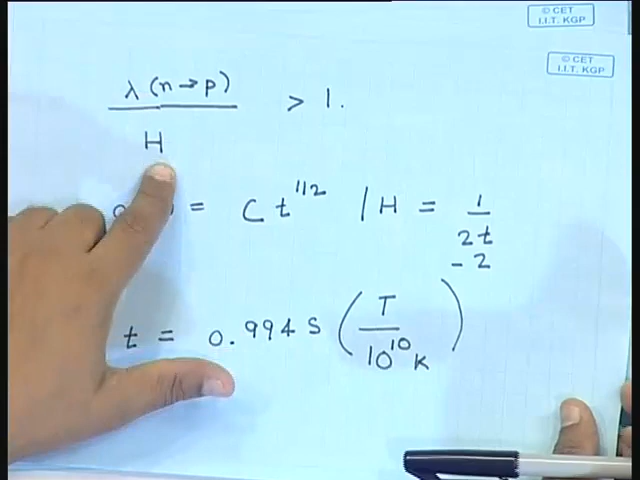 © CET
I.I.T. KGP
© CET
I.I.T. KGP
λ (n→p)
H
> 1.
= C t^1/2 | H = 1
2t
-2
t = 0.994 S ( T
10^10 K )